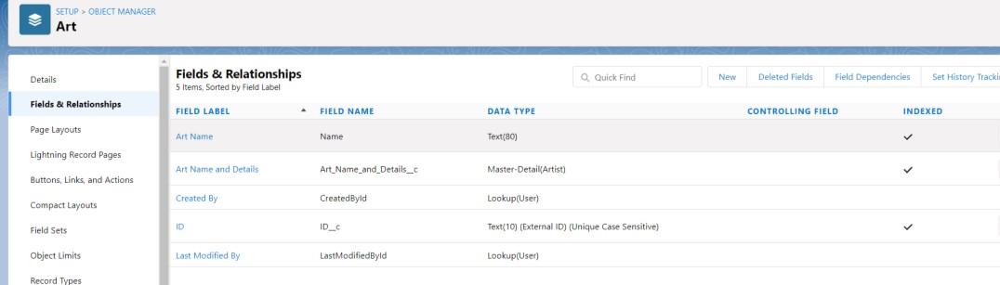 SETUP > OBJECT MANAGER
Art
Details
Fields & Relationships
Page Layouts
Lightning Record Pages
Buttons, Links, and Actions
Compact Layouts
Field Sets
Object Limits
Record Types
Fields & Relationships
5 Items, Sorted by Field Label
Quick Find
New Deleted Fields Field Dependencies Set History Tracki
FIELD LABEL FIELD NAME DATA TYPE CONTROLLING FIELD INDEXED
Art Name Name Text(80)
Art Name and Details Art_Name_and_Details__c Master-Detail(Artist)
Created By CreatedById Lookup(User)
ID ID__c Text(10) (External ID) (Unique Case Sensitive)
Last Modified By LastModifiedById Lookup(User)